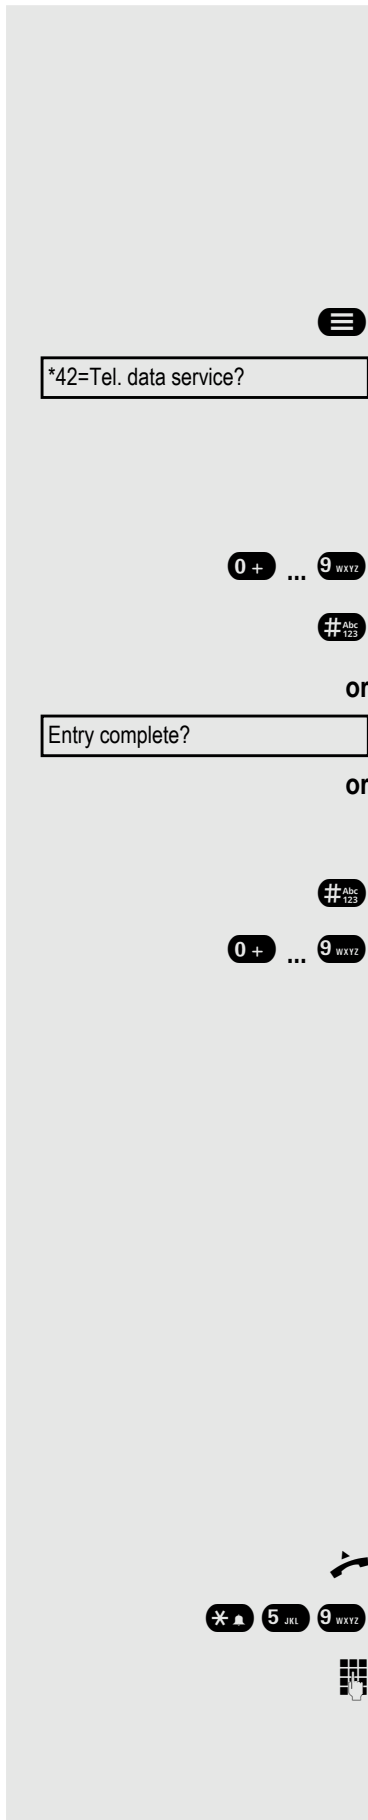 *42=Tel. data service?
0 + ... 9 WXYZ
# Abc 123
or
Entry complete?
or
# Abc 123
0 + ... 9 WXYZ
* 5 JKL 9 WXYZ